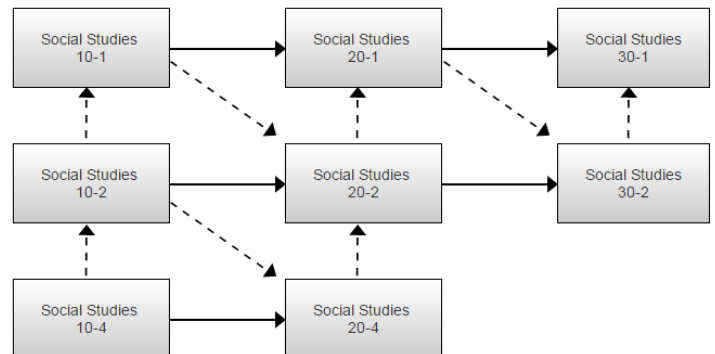 Social Studies
10-1
Social Studies
20-1
Social Studies
30-1
Social Studies
10-2
Social Studies
20-2
Social Studies
30-2
Social Studies
10-4
Social Studies
20-4